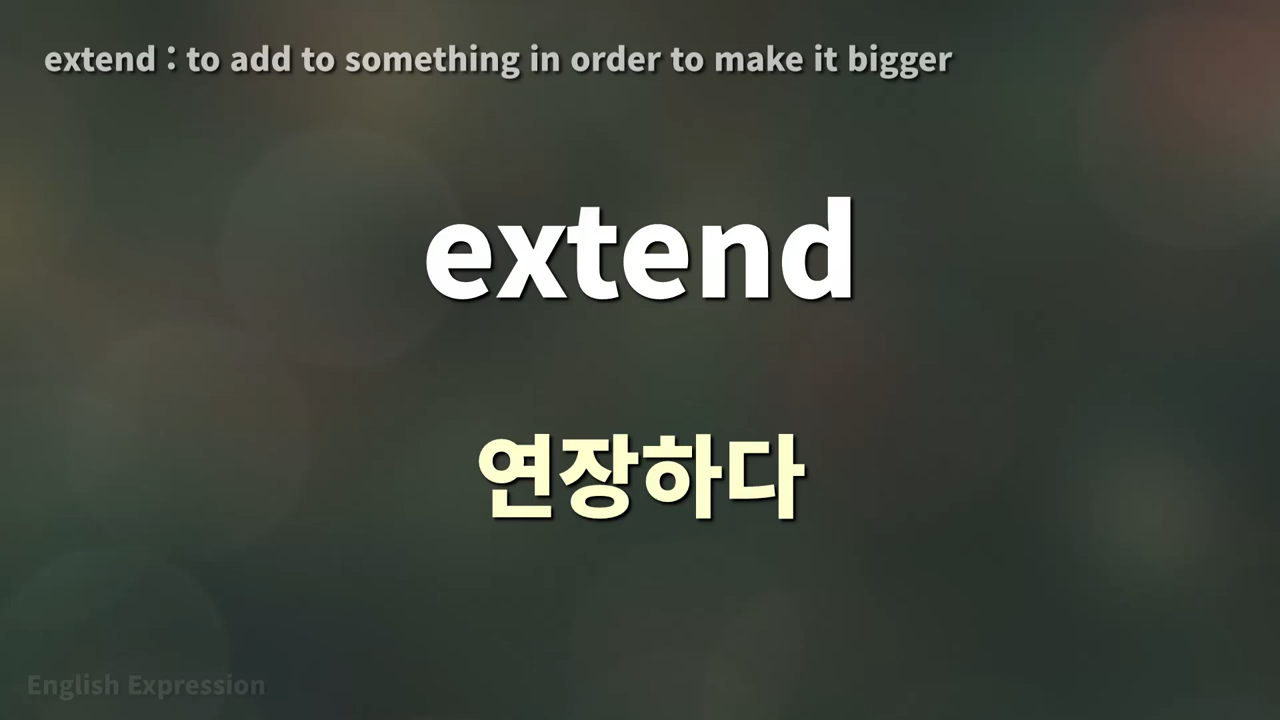 extend : to add to something in order to make it bigger
extend
연장하다
English Expression